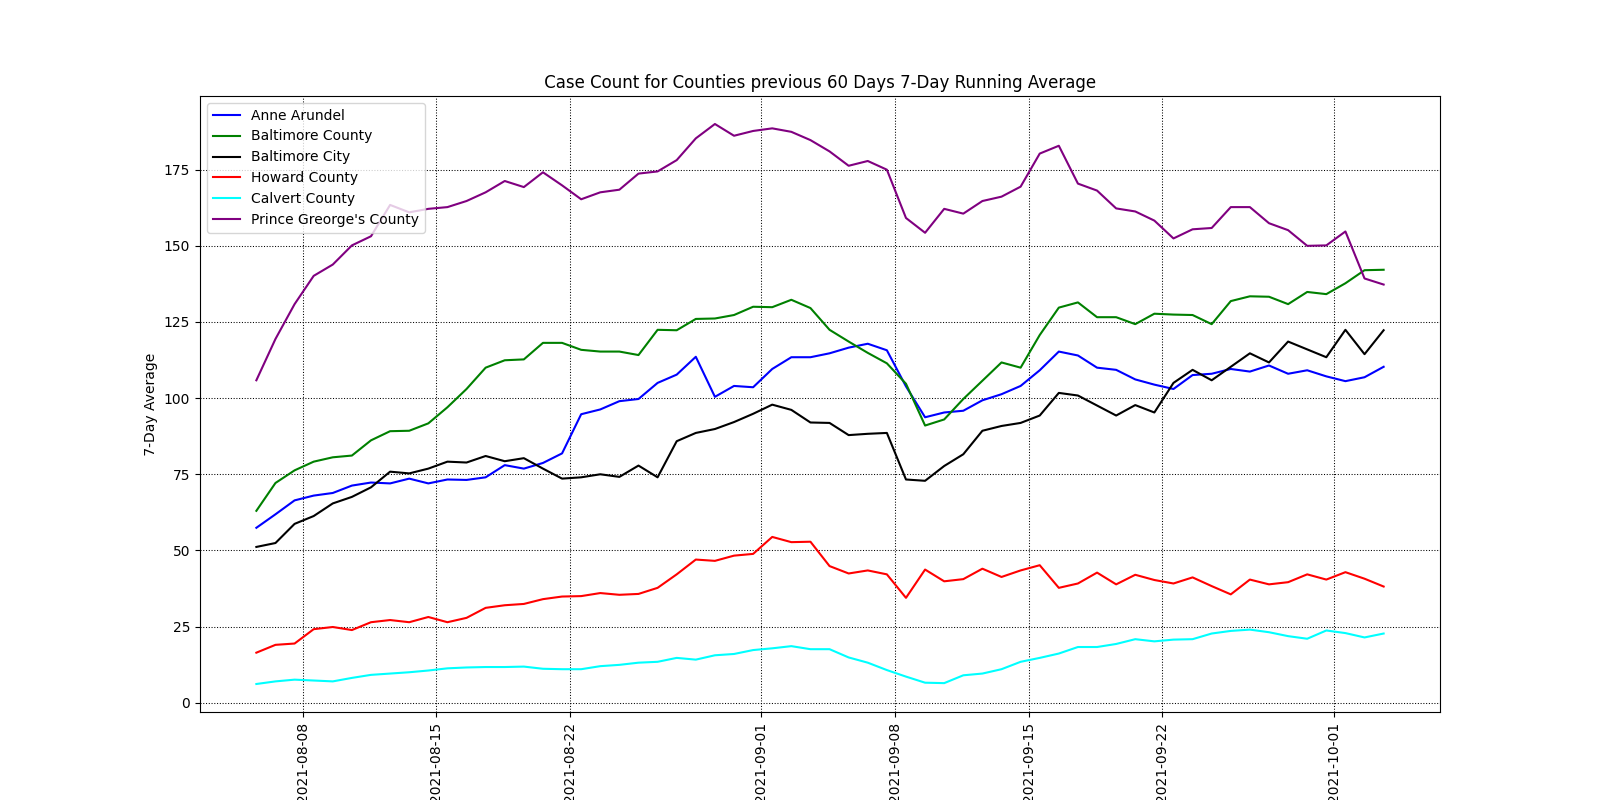 Case Count for Counties previous 60 Days 7-Day Running Average
Anne Arundel
Baltimore County
Baltimore City
Howard County
Calvert County
Prince Greorge's County
7-Day Average
175
150
125
100
75
50
25
0
2021-08-08
2021-08-15
2021-08-22
2021-09-01
2021-09-08
2021-09-15
2021-09-22
2021-10-01